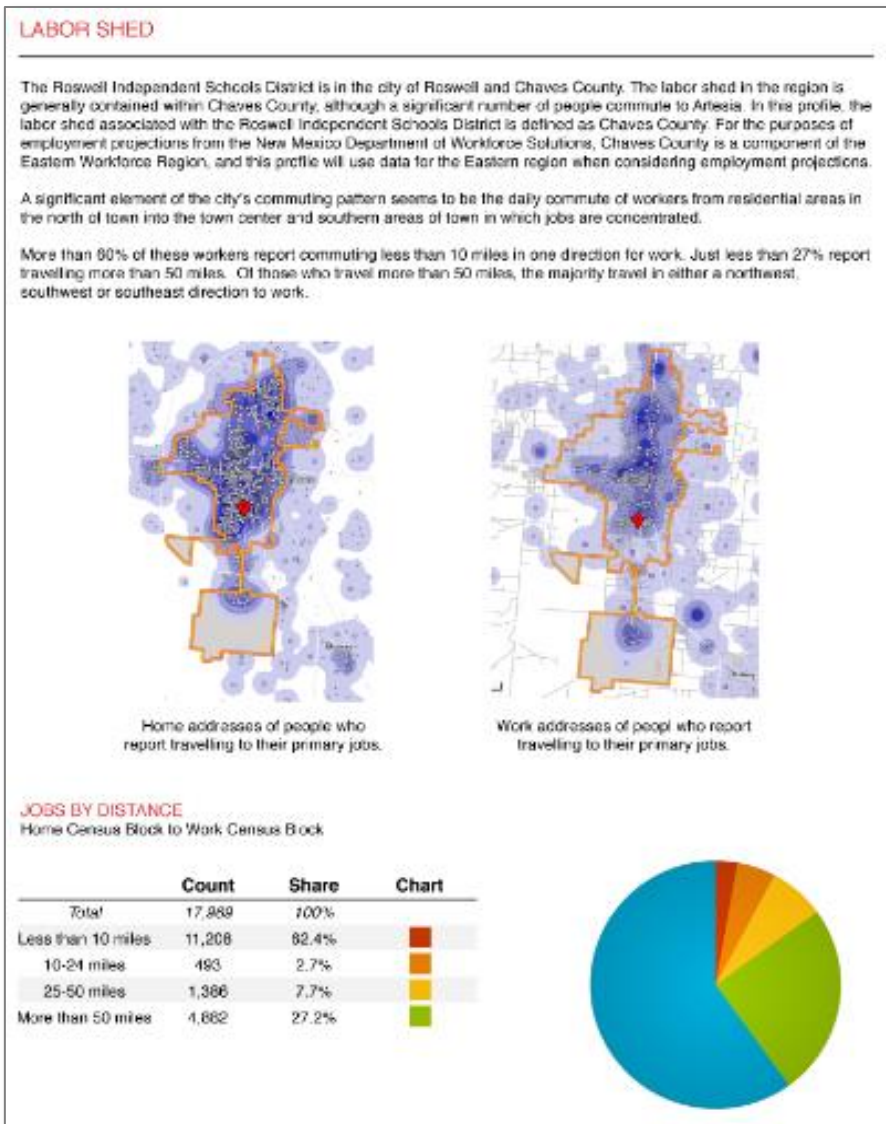 LABOR SHED
The Roswell Independent Schools District is in the city of Roswell and Chaves County. The labor shed in the region is
generally contained within Chaves County, although a significant number of people commute to Artesia. In this profile, the
labor shed associated with the Roswell Independent Schools District is defined as Chaves County. For the purposes of
employment projections from the New Mexico Department of Workforce Solutions, Chaves County is a component of the
Eastern Workforce Region, and this profile will use data for the Eastern region when considering employment projections.
A significant element of the city's commuting pattern seems to be the daily commute of workers from residential areas in
the north of town into the town center and southern areas of town in which jobs are concentrated.
More than 60% of these workers report commuting less than 10 miles in one direction for work. Just less than 27% report
travelling more than 50 miles. Of those who travel more than 50 miles, the majority travel in either a northwest,
southwest or southeast direction to work.
Home addresses of people who
report travelling to their primary jobs.
Work addresses of peopl who report
travelling to their primary jobs.
JOBS BY DISTANCE
Home Census Block to Work Census Block
Count Share Chart
Total 17,969 100%
Less than 10 miles 11,208 62.4%
10-24 miles 493 2.7%
25-50 miles 1,386 7.7%
More than 50 miles 4,882 27.2%